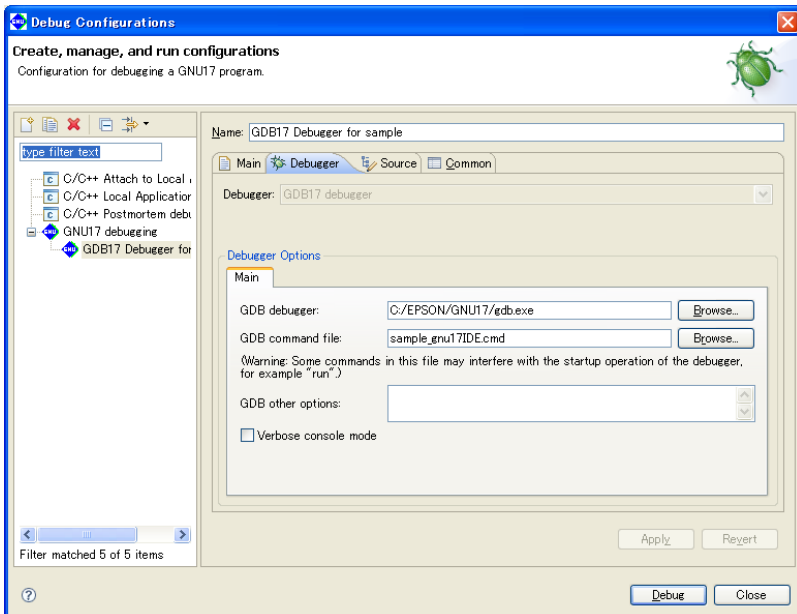 Debug Configurations
Create, manage, and run configurations
Configuration for debugging a GNU17 program.
type filter text
C/C++ Attach to Local
C/C++ Local Application
C/C++ Postmortem debu
GNU17 debugging
GDB17 Debugger for
Filter matched 5 of 5 items
Name: GDB17 Debugger for sample
Main Debugger Source Common
Debugger: GDB17 debugger
Debugger Options
Main
GDB debugger: C:/EPSON/GNU17/gdb.exe Browse...
GDB command file: sample_gnu17IDE.cmd Browse...
(Warning: Some commands in this file may interfere with the startup operation of the debugger,
for example "run".)
GDB other options:
Verbose console mode
Apply Revert
Debug Close